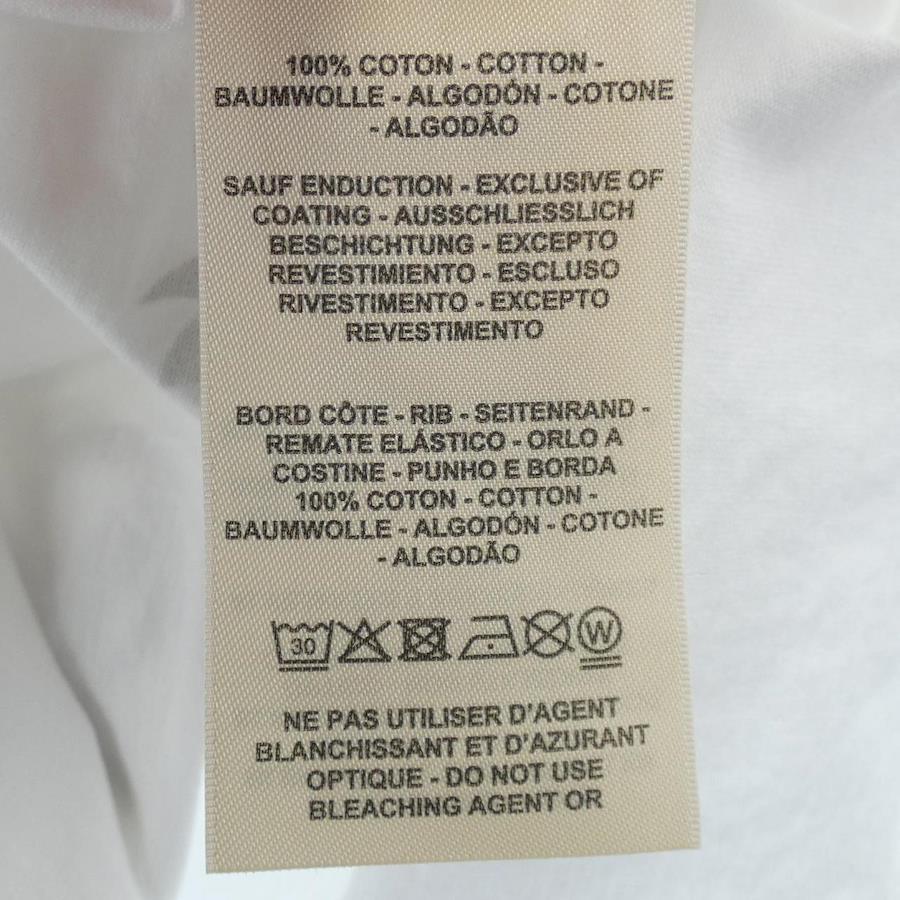 100% COTON - COTTON -
BAUMWOLLE - ALGODÓN - COTONE
- ALGODÃO
SAUF ENDUCTION - EXCLUSIVE OF
COATING - AUSSCHLIESSLICH
BESCHICHTUNG - EXCEPTO
REVESTIMIENTO - ESCLUSO
RIVESTIMENTO - EXCEPTO
REVESTIMENTO
BORD CÔTE - RIB - SEITENRAND -
REMATE ELÁSTICO - ORLO A
COSTINE - PUNHO E BORDA
100% COTON - COTTON -
BAUMWOLLE - ALGODÓN - COTONE
- ALGODÃO
30 W
NE PAS UTILISER D'AGENT
BLANCHISSANT ET D'AZURANT
OPTIQUE - DO NOT USE
BLEACHING AGENT OR